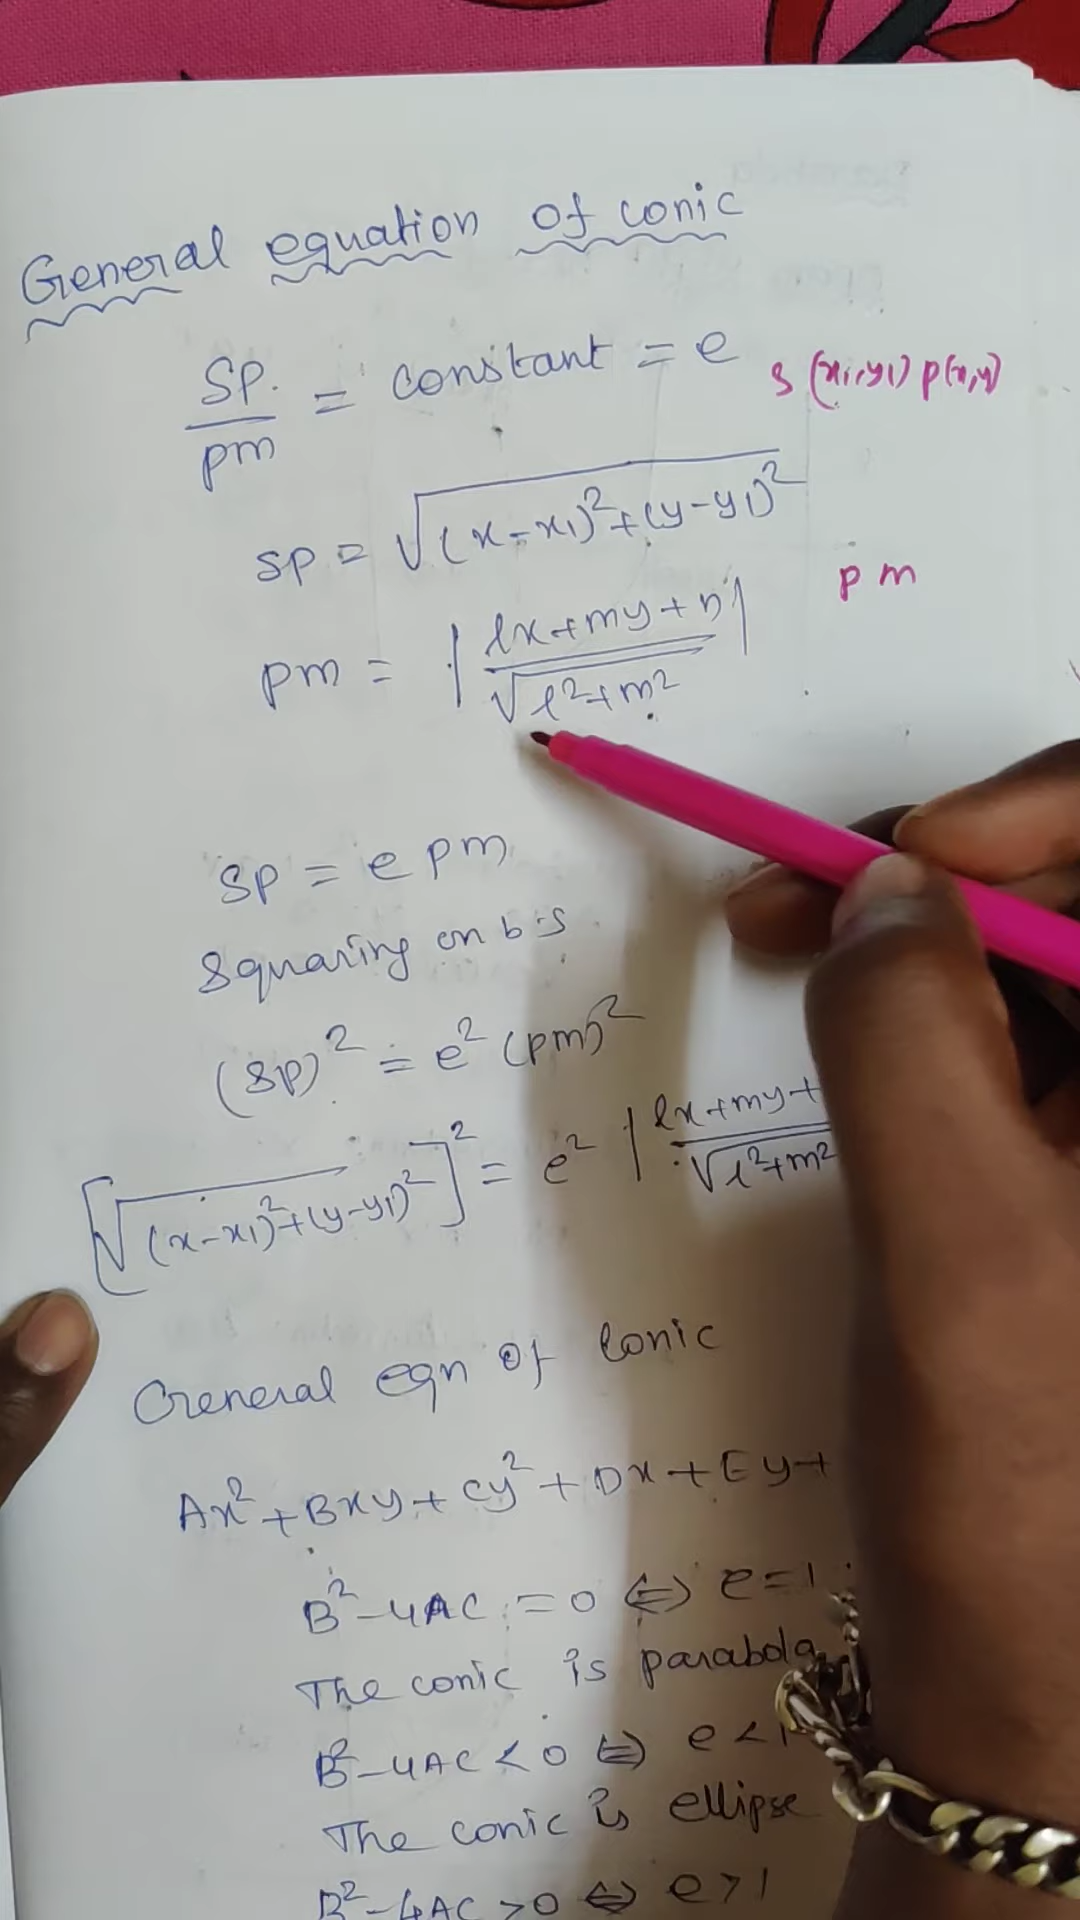 General equation of conic
SP/pm = constant = e
S (x1,y1) p(x,y)
SP = √(x-x1)²+(y-y1)²
pm = |lx+my+n/√l²+m²|
p m
SP = e pm
Squaring on b.s
(SP)² = e² (pm)²
[√(x-x1)²+(y-y1)²]² = e² |lx+my+/√l²+m²
General eqn of Conic
Ax²+Bxy+Cy²+Dx+Ey+
B²-4AC = 0 ⇔ e=1
The conic is parabola
B²-4AC < 0 ⇔ e<1
The conic is ellipse
B²-4AC > 0 ⇔ e>1